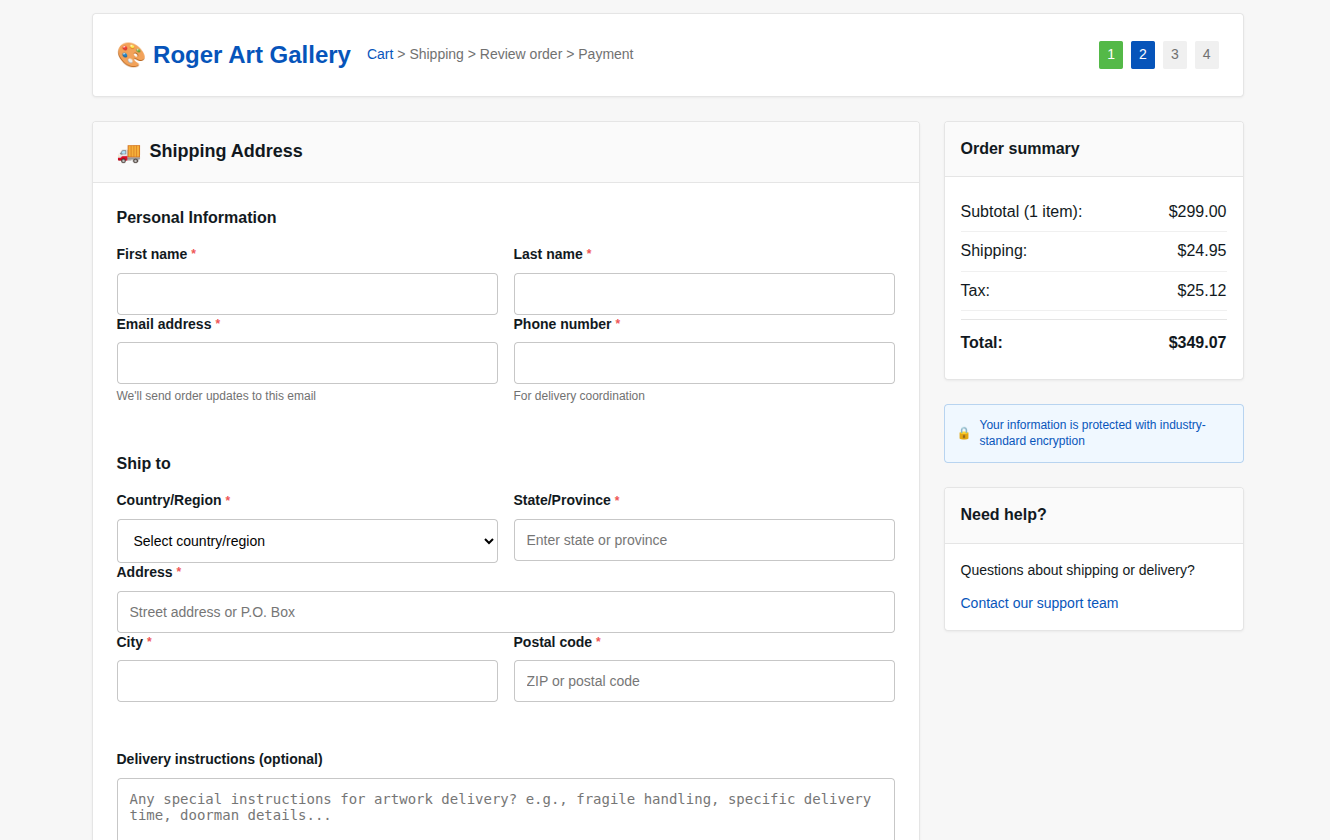 Roger Art Gallery
Cart > Shipping > Review order > Payment
1 2 3 4
Shipping Address
Personal Information
First name *
Last name *
Email address *
Phone number *
We'll send order updates to this email
For delivery coordination
Ship to
Country/Region *
State/Province *
Select country/region
Enter state or province
Address *
Street address or P.O. Box
City *
Postal code *
ZIP or postal code
Delivery instructions (optional)
Any special instructions for artwork delivery? e.g., fragile handling, specific delivery
time, doorman details...
Order summary
Subtotal (1 item): $299.00
Shipping: $24.95
Tax: $25.12
Total: $349.07
Your information is protected with industry-
standard encryption
Need help?
Questions about shipping or delivery?
Contact our support team